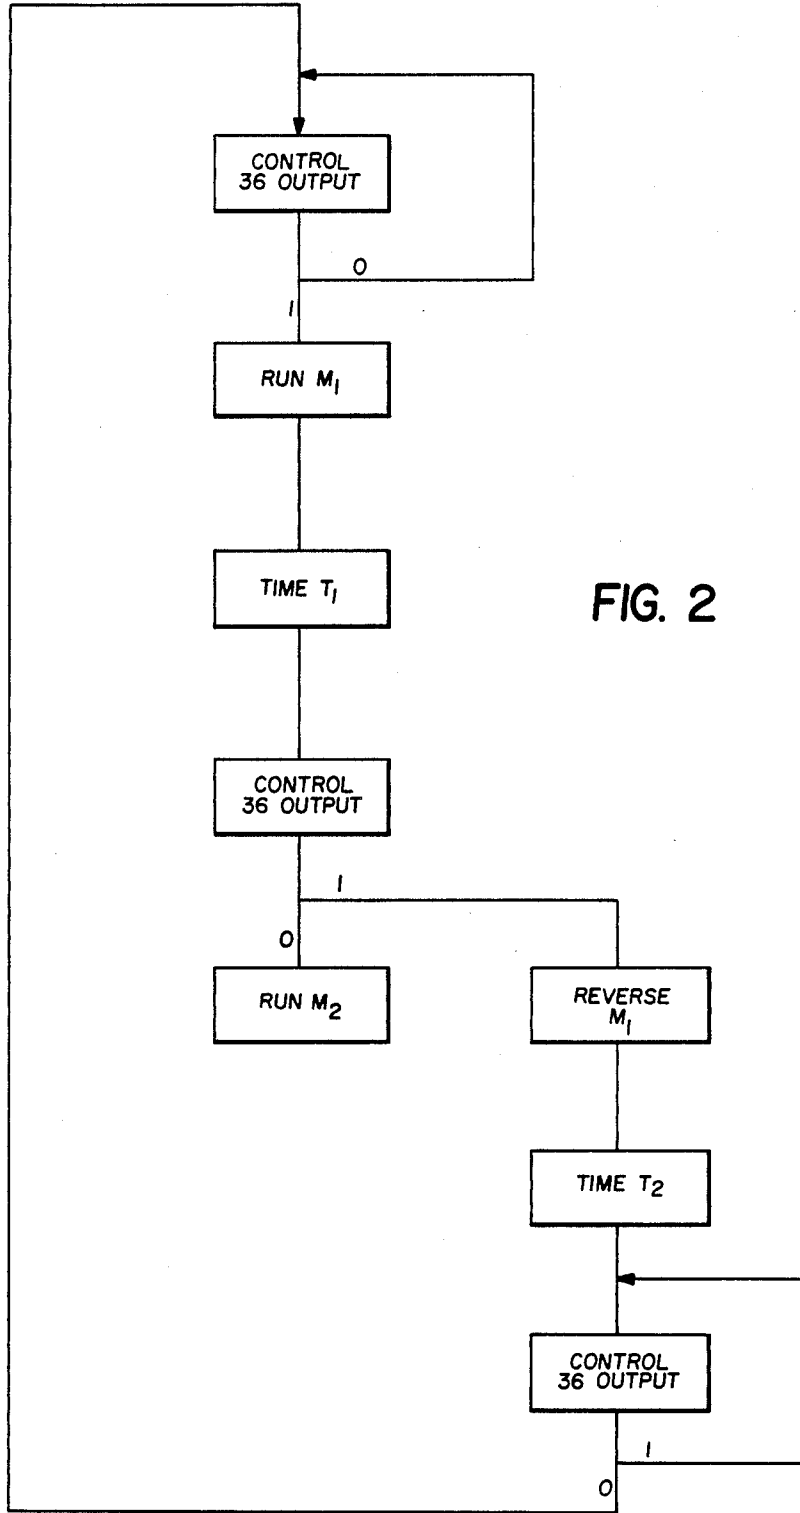 CONTROL
36 OUTPUT
0
1
RUN M1
TIME T1
FIG. 2
CONTROL
36 OUTPUT
1
0
RUN M2
REVERSE
M1
TIME T2
CONTROL
36 OUTPUT
1
0